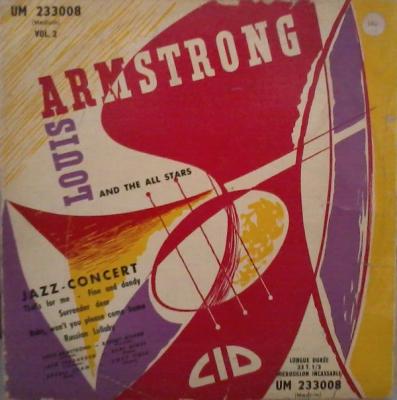 UM 233008
(Medium)
VOL. 2
LOUIS
ARMSTRONG
AND THE ALL STARS
JAZZ-CONCERT
That's for me - Fine and dandy
Surrender dear
Baby, won't you please come home
Russian Lullaby
LOUIS ARMSTRONG
CID
LONGUE DURÉE
33 T. 1/3
MICROSILLON INCASSABLE
UM 233008
(Medium)